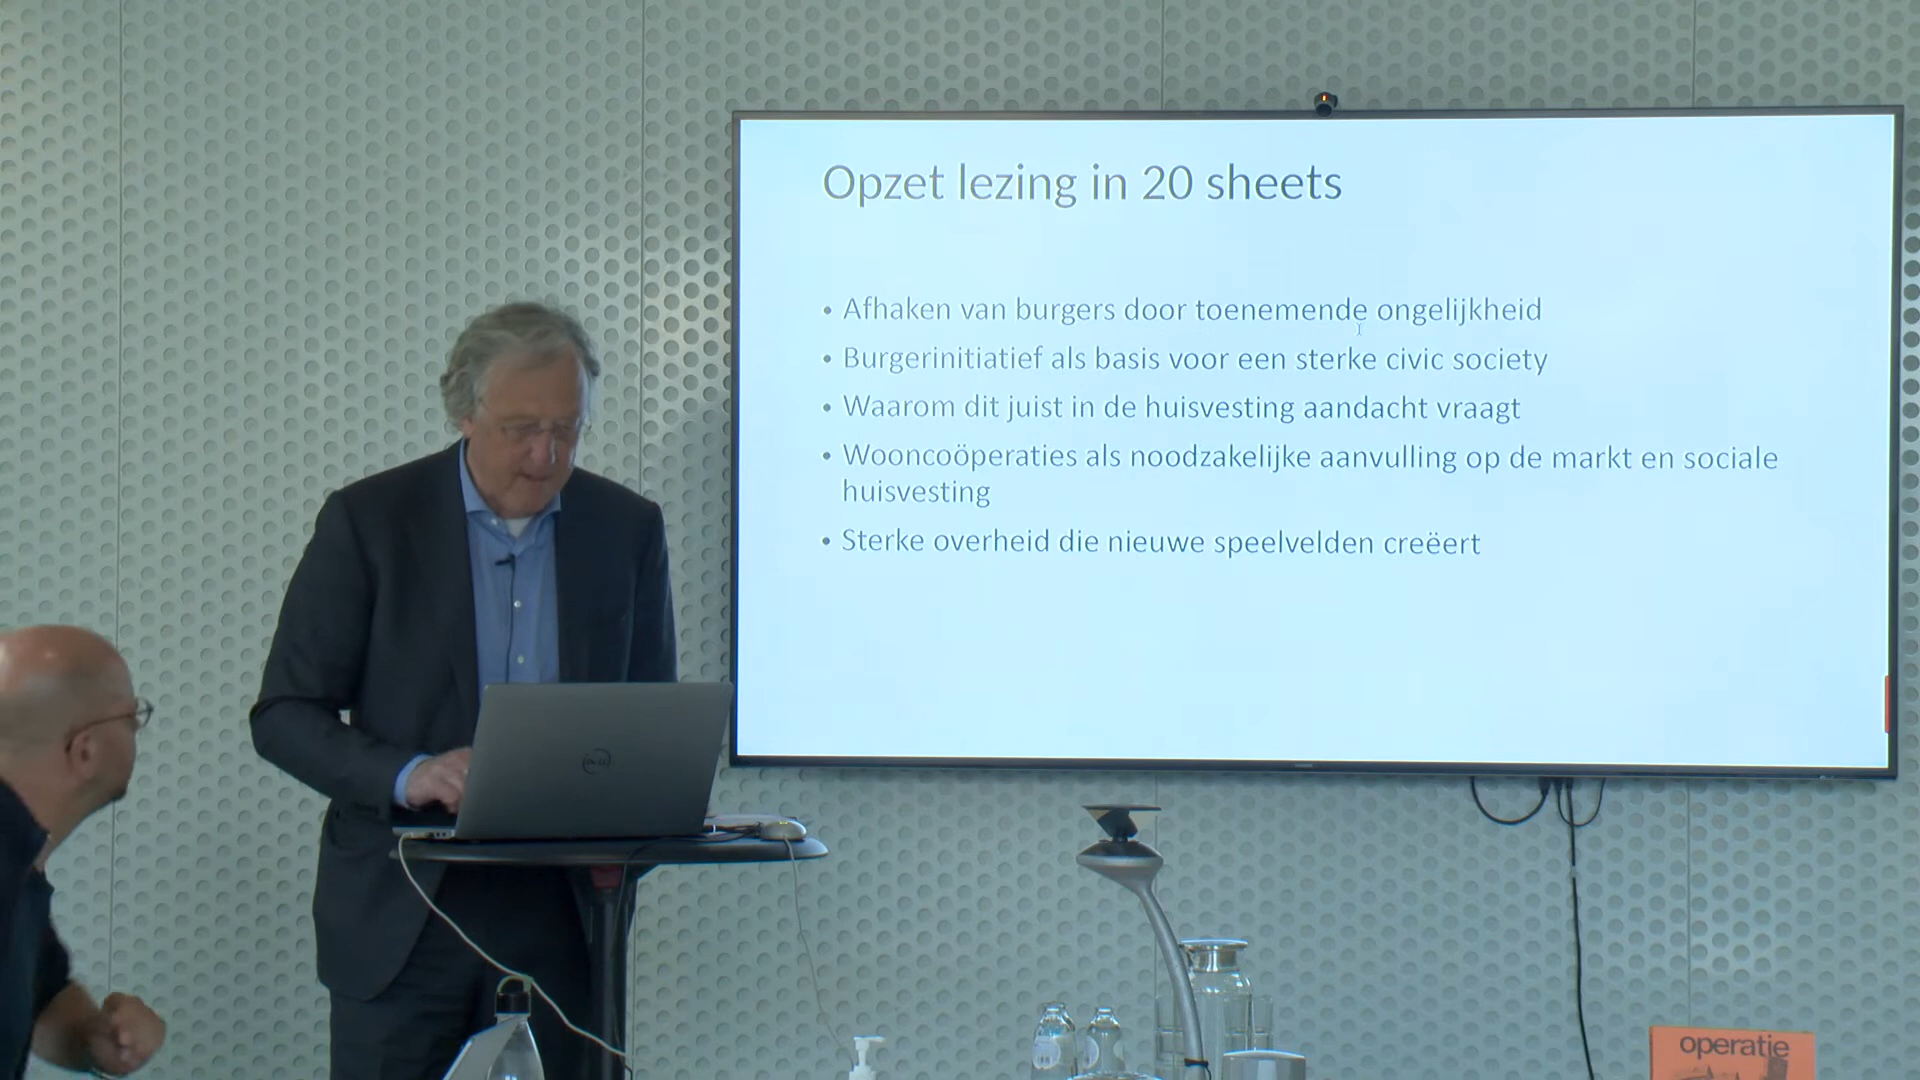 Opzet lezing in 20 sheets
• Afhaken van burgers door toenemende ongelijkheid
• Burgerinitiatief als basis voor een sterke civic society
• Waarom dit juist in de huisvesting aandacht vraagt
• Wooncoöperaties als noodzakelijke aanvulling op de markt en sociale
huisvesting
• Sterke overheid die nieuwe speelvelden creëert
DELL
operatie